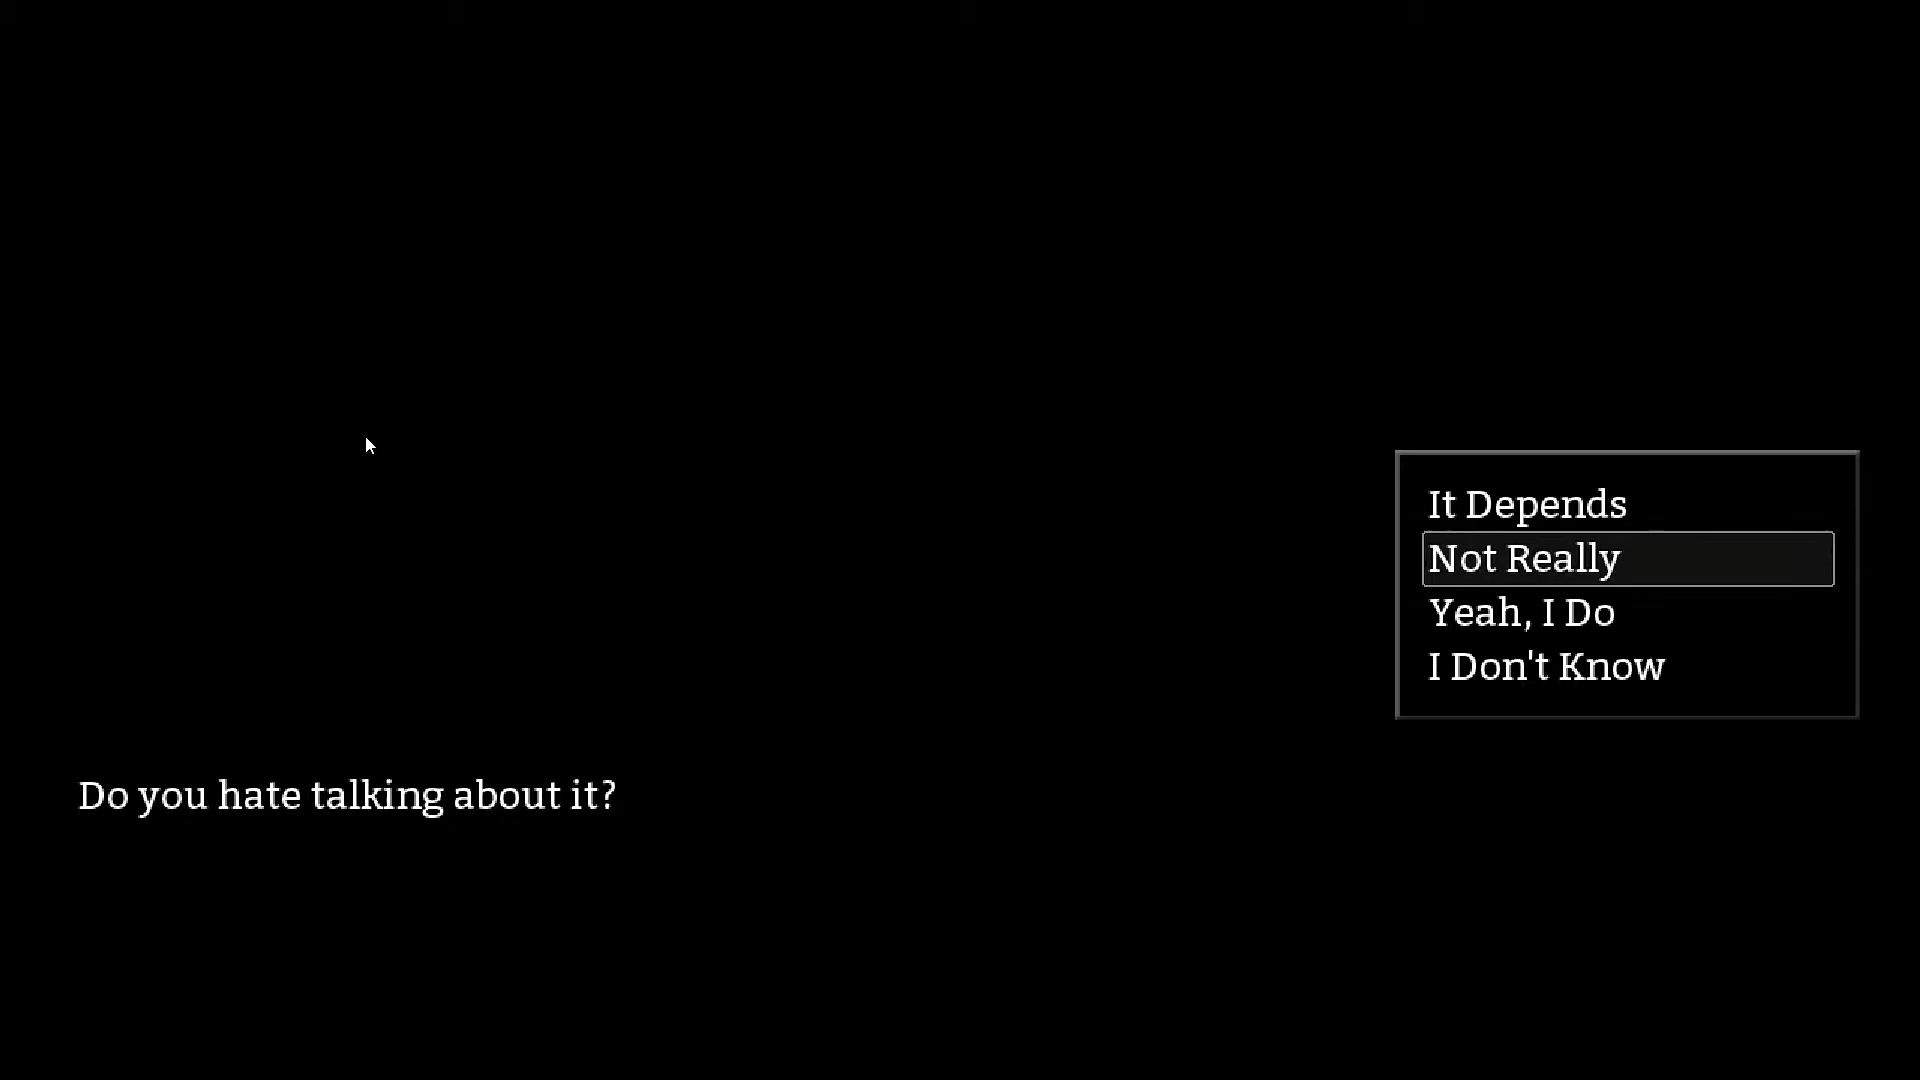 It Depends
Not Really
Yeah, I Do
I Don't Know
Do you hate talking about it?